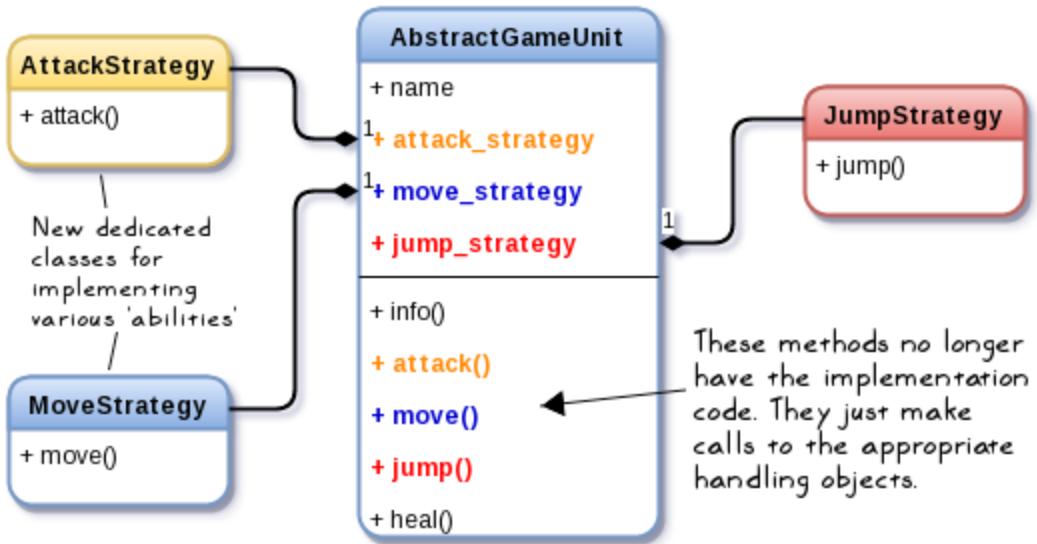 AttackStrategy
+ attack()
New dedicated
classes for
implementing
various 'abilities'
MoveStrategy
+ move()
AbstractGameUnit
+ name
1
+ attack_strategy
1
+ move_strategy
+ jump_strategy
1
+ info()
+ attack()
+ move()
+ jump()
+ heal()
JumpStrategy
+ jump()
These methods no longer
have the implementation
code. They just make
calls to the appropriate
handling objects.